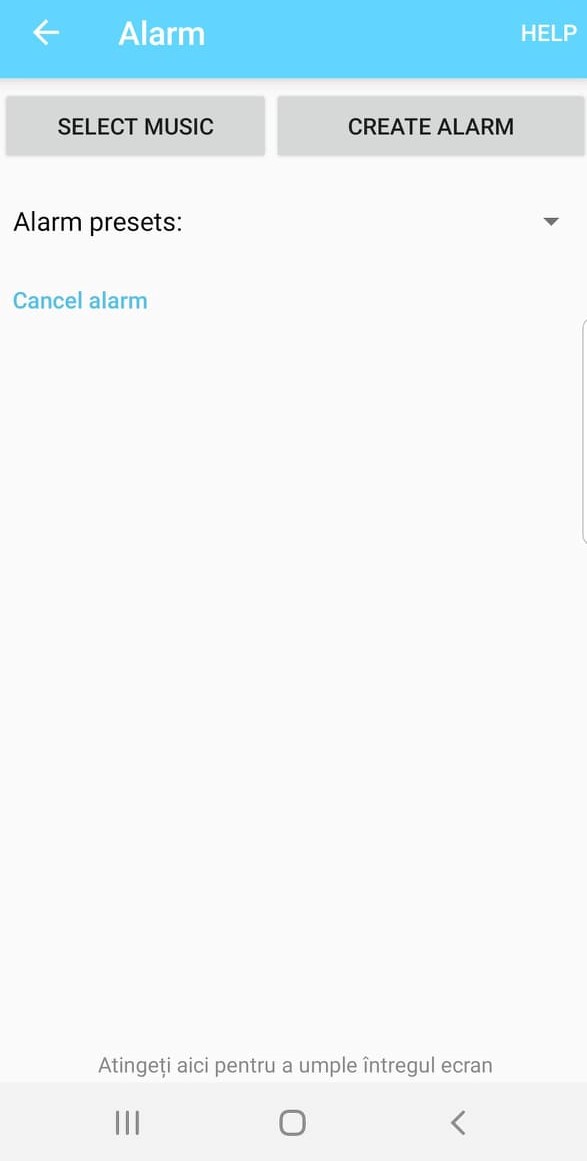 Alarm
HELP
SELECT MUSIC
CREATE ALARM
Alarm presets:
Cancel alarm
Atingeți aici pentru a umple întregul ecran